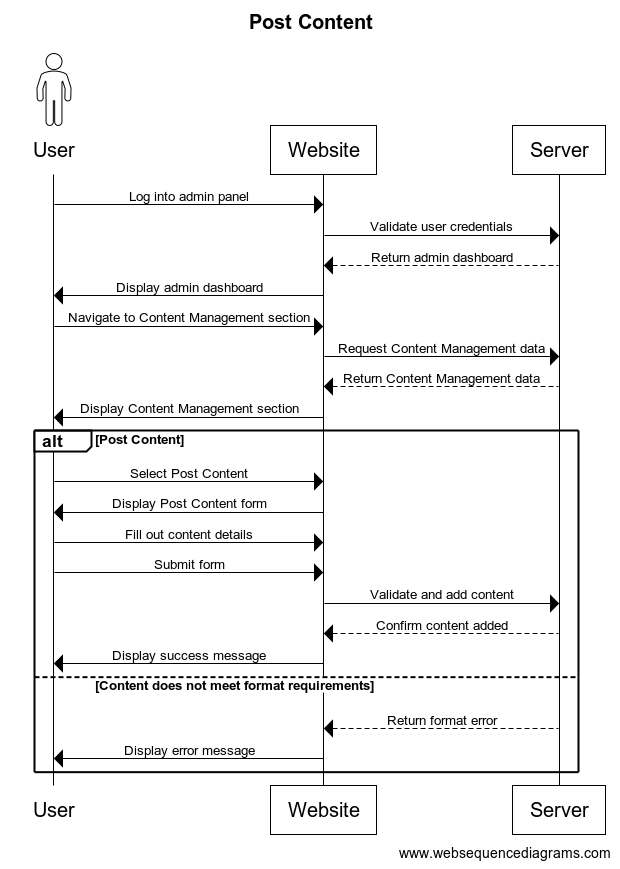 Post Content
User
Website
Server
Log into admin panel
Validate user credentials
Return admin dashboard
Display admin dashboard
Navigate to Content Management section
Request Content Management data
Return Content Management data
Display Content Management section
alt [Post Content]
Select Post Content
Display Post Content form
Fill out content details
Submit form
Validate and add content
Confirm content added
Display success message
[Content does not meet format requirements]
Return format error
Display error message
User
Website
Server
www.websequencediagrams.com